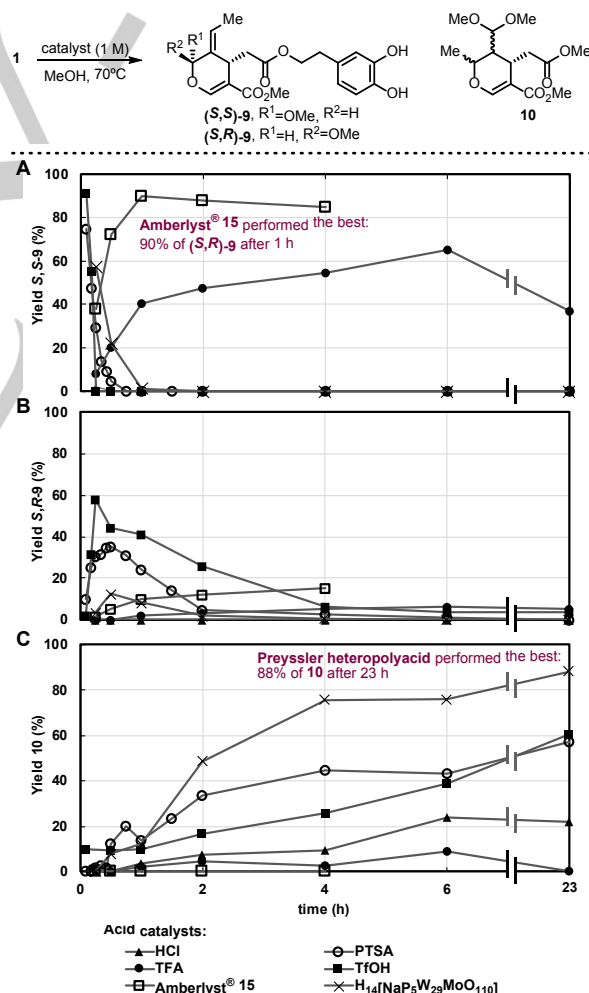 1
catalyst (1 M)
MeOH, 70ºC
R² R¹ Me
O
CO₂Me
O
O
OH
OH
(S,S)-9, R¹=OMe, R²=H
(S,R)-9, R¹=H, R²=OMe
MeO OMe
Me
O
OMe
O
CO₂Me
10
A
Yield S,S-9 (%)
100
80
60
40
20
0
Amberlyst® 15 performed the best:
90% of (S,R)-9 after 1 h
B
Yield S,R-9 (%)
100
80
60
40
20
0
C
Yield 10 (%)
100
80
60
40
20
0
Preyssler heteropolyacid performed the best:
88% of 10 after 23 h
0 2 4 6 23
time (h)
Acid catalysts:
HCl PTSA
TFA TfOH
Amberlyst® 15 H₁₄[NaP₅W₂₉MoO₁₁₀]